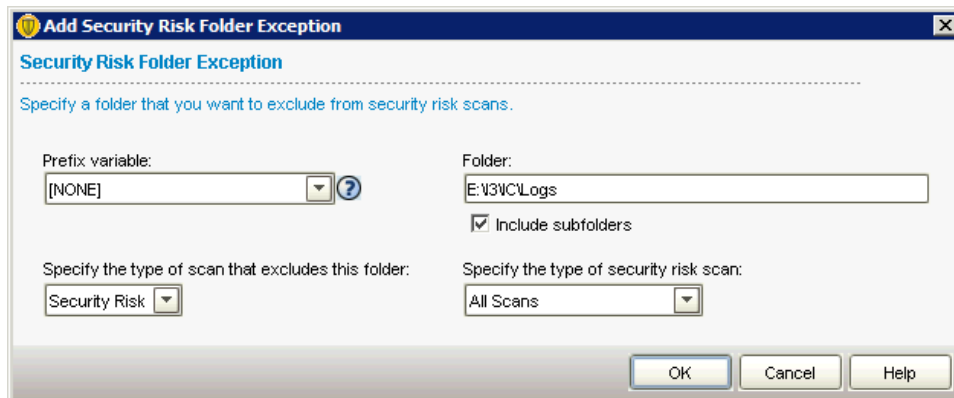 Add Security Risk Folder Exception
Security Risk Folder Exception
Specify a folder that you want to exclude from security risk scans.
Prefix variable:
[NONE]
Folder:
E:\I3\IC\Logs
Include subfolders
Specify the type of scan that excludes this folder:
Security Risk
Specify the type of security risk scan:
All Scans
OK
Cancel
Help